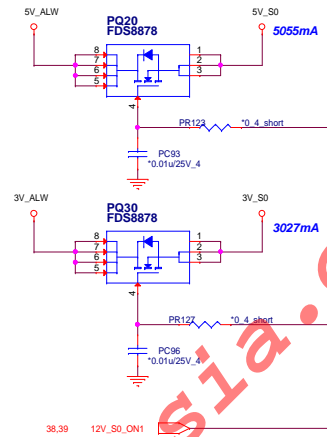 5V_ALW
5V_S0
PQ20
FDS8878
5055mA
8
7
6
5
1
2
3
4
PR123
*0_4_short
PC93
*0.01u/25V_4
3V_ALW
3V_S0
PQ30
FDS8878
3027mA
8
7
6
5
1
2
3
4
PR127
*0_4_short
PC96
*0.01u/25V_4
38,39 12V_S0_ON1
sia.